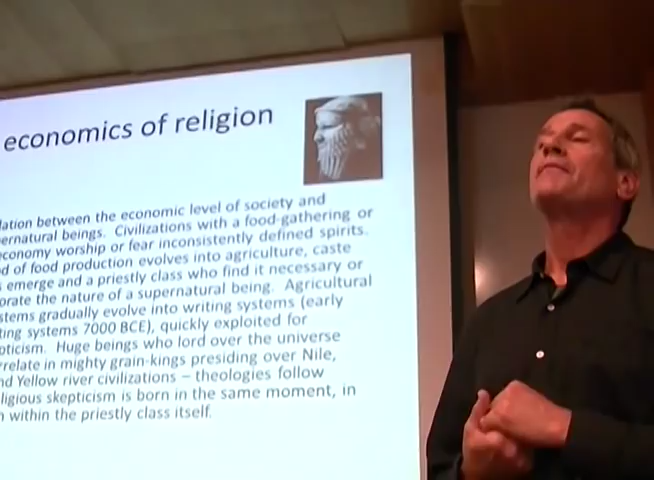 economics of religion
lation between the economic level of society and
ernatural beings. Civilizations with a food-gathering or
economy worship or fear inconsistently defined spirits.
d of food production evolves into agriculture, caste
s emerge and a priestly class who find it necessary or
orate the nature of a supernatural being. Agricultural
stems gradually evolve into writing systems (early
ting systems 7000 BCE), quickly exploited for
pticism. Huge beings who lord over the universe
rrelate in mighty grain-kings presiding over Nile,
nd Yellow river civilizations – theologies follow
ligious skepticism is born in the same moment, in
n within the priestly class itself.